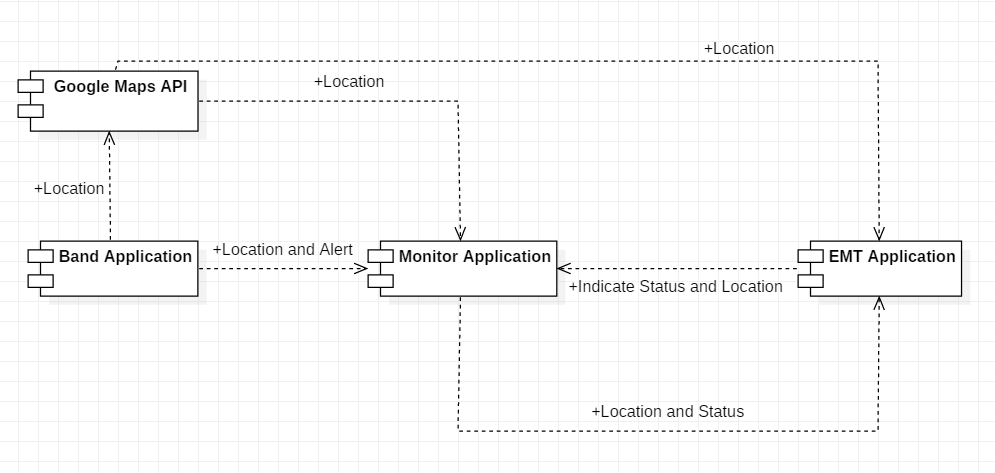 +Location
Google Maps API
+Location
+Location
Band Application
+Location and Alert
Monitor Application
EMT Application
+Indicate Status and Location
+Location and Status